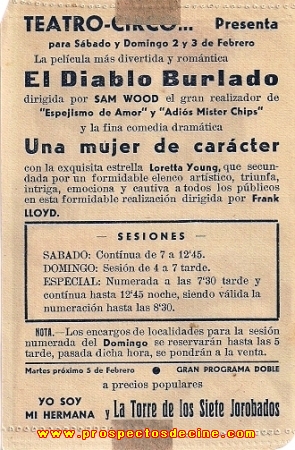 TEATRO-CIRCO... Presenta
para Sábado y Domingo 2 y 3 de Febrero
La película más divertida y romántica
El Diablo Burlado
dirigida por SAM WOOD el gran realizador de
"Espejismo de Amor" y "Adiós Mister Chips"
y la fina comedia dramática
Una mujer de carácter
con la exquisita estrella Loretta Young, que secun-
dada por un formidable elenco artístico, triunfa,
intriga, emociona y cautiva a todos los públicos
en esta formidable realización dirigida por Frank
LLOYD.
— SESIONES —
SABADO: Contínua de 7 a 12'45.
DOMINGO: Sesión de 4 a 7 tarde.
ESPECIAL: Numerada a las 7'30 tarde y
contínua hasta 12'45 noche, siendo válida la
numeración hasta las 8'30.
NOTA.—Los encargos de localidades para la sesión
numerada del Domingo se reservarán hasta las 5
tarde, pasada dicha hora, se pondrán a la venta.
Martes próximo 5 de Febrero ● GRAN PROGRAMA DOBLE
a precios populares
YO SOY
MI HERMANA y La Torre de los Siete Jorobados
www.prospectosdecine.com